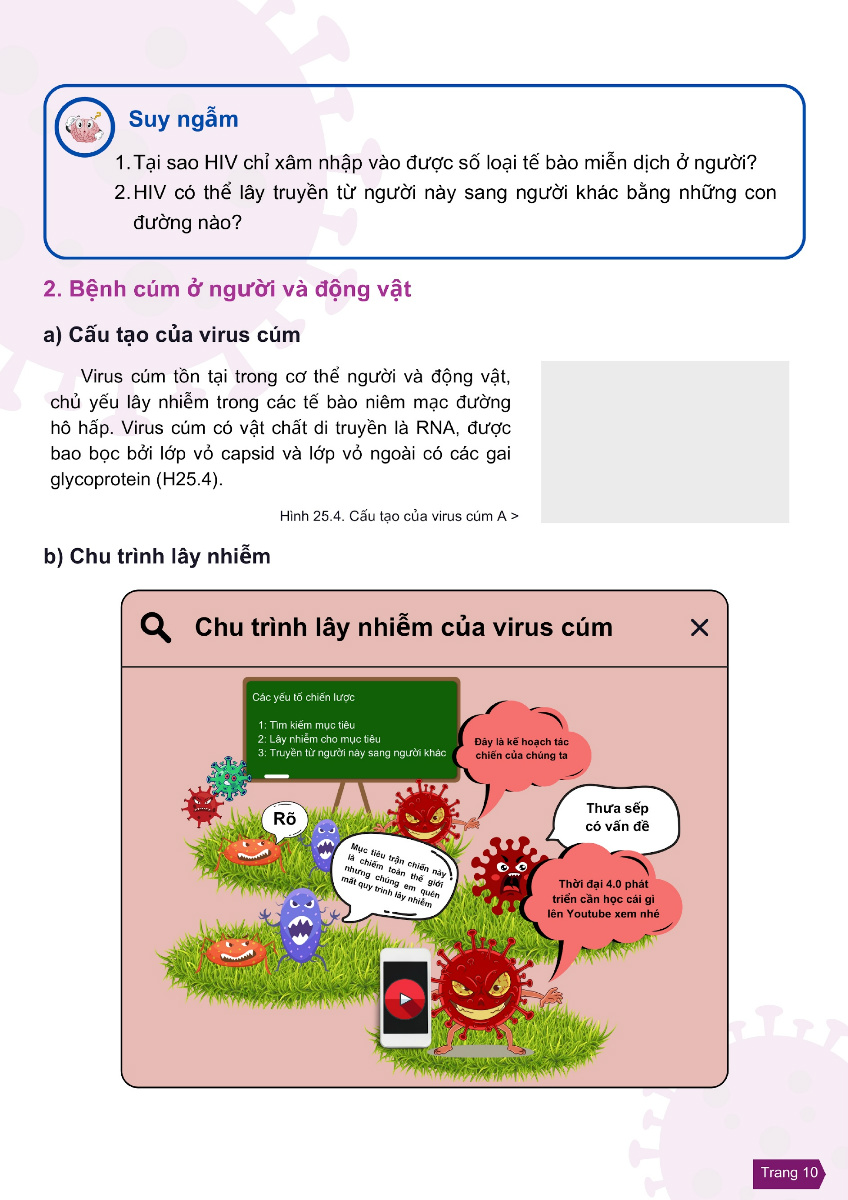 Suy ngẫm
1. Tại sao HIV chỉ xâm nhập vào được số loại tế bào miễn dịch ở người?
2. HIV có thể lây truyền từ người này sang người khác bằng những con
đường nào?
2. Bệnh cúm ở người và động vật
a) Cấu tạo của virus cúm
Virus cúm tồn tại trong cơ thể người và động vật,
chủ yếu lây nhiễm trong các tế bào niêm mạc đường
hô hấp. Virus cúm có vật chất di truyền là RNA, được
bao bọc bởi lớp vỏ capsid và lớp vỏ ngoài có các gai
glycoprotein (H25.4).
Hình 25.4. Cấu tạo của virus cúm A >
b) Chu trình lây nhiễm
Chu trình lây nhiễm của virus cúm
Các yếu tố chiến lược
1: Tìm kiếm mục tiêu
2: Lây nhiễm cho mục tiêu
3: Truyền từ người này sang người khác
Đây là kế hoạch tác
chiến của chúng ta
Rõ
Thưa sếp
có vấn đề
Mục tiêu trận chiến này
là chiếm toàn thế giới
nhưng chúng em quên
mất quy trình lây nhiễm
Thời đại 4.0 phát
triển cần học cái gì
lên Youtube xem nhé
Trang 10